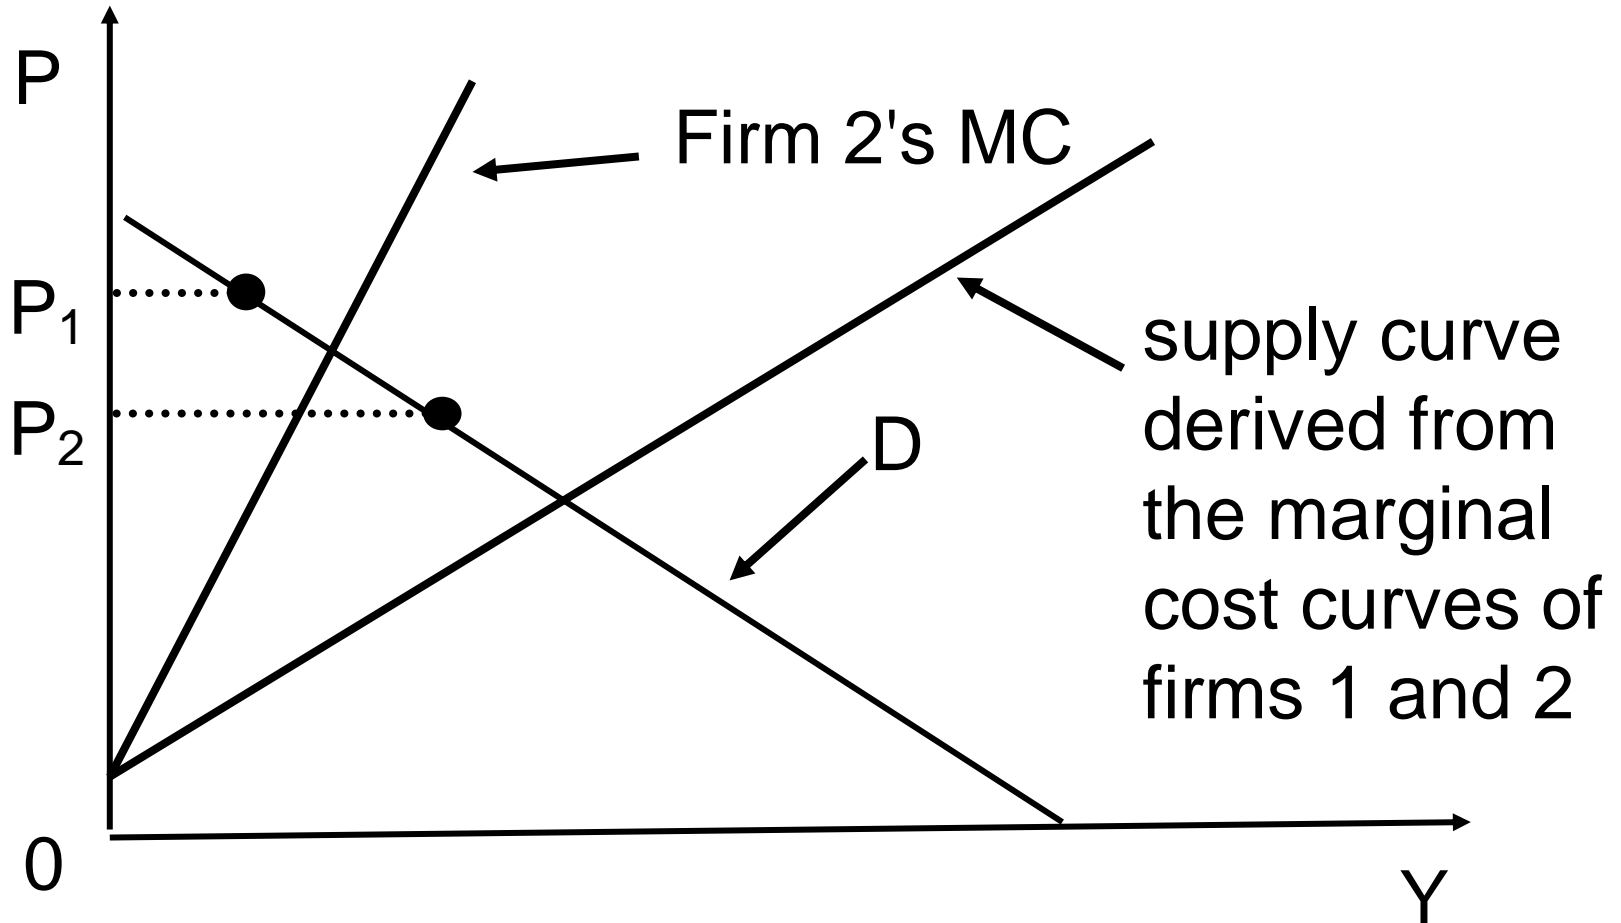 P
Firm 2's MC
P1
P2
D
supply curve
derived from
the marginal
cost curves of
firms 1 and 2
0
Y